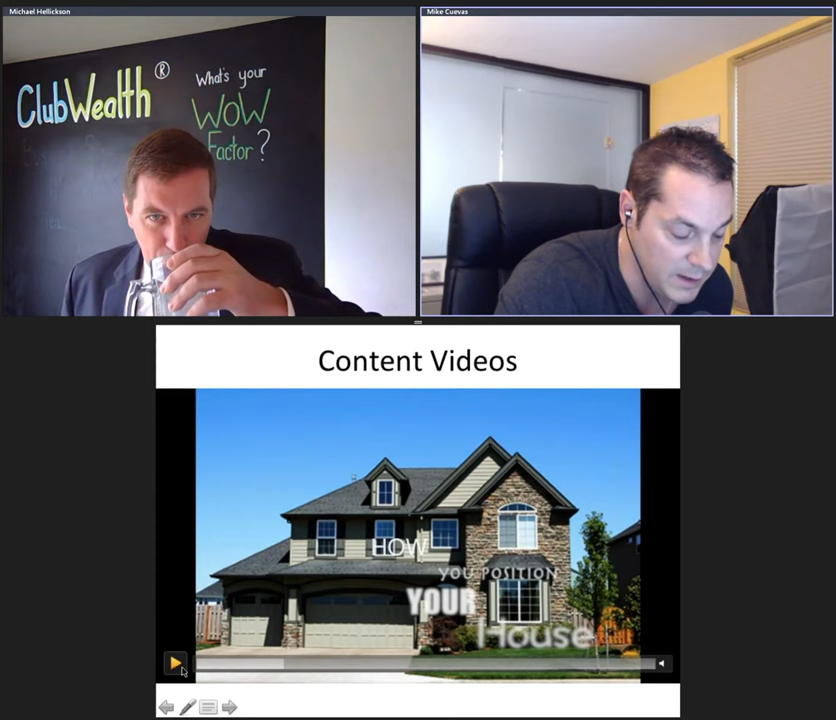 Michael Hellickson
Mike Cuevas
ClubWealth®
What's your
WOW
Factor?
Content Videos
HOW
YOU POSITION
YOUR
House